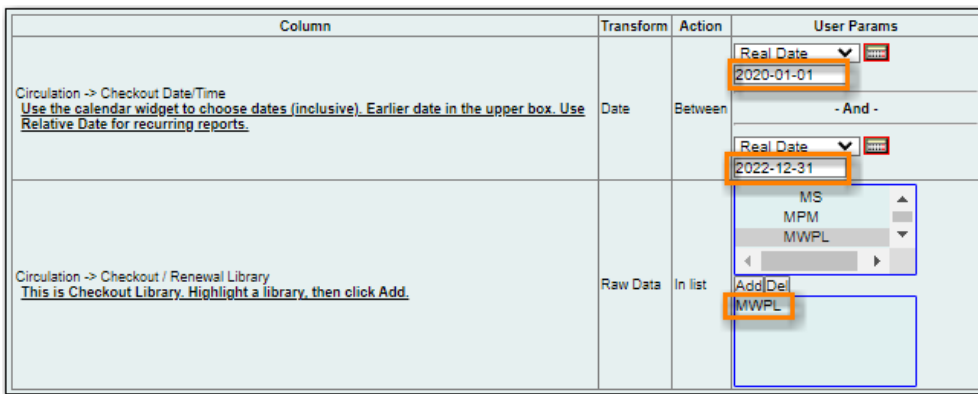 Column Transform Action User Params
Real Date
2020-01-01
Circulation -> Checkout Date/Time
Use the calendar widget to choose dates (inclusive). Earlier date in the upper box. Use
Relative Date for recurring reports.
Date Between - And -
Real Date
2022-12-31
MS
MPM
MWPL
Circulation -> Checkout / Renewal Library
This is Checkout Library. Highlight a library, then click Add.
Raw Data In list Add Del
MWPL